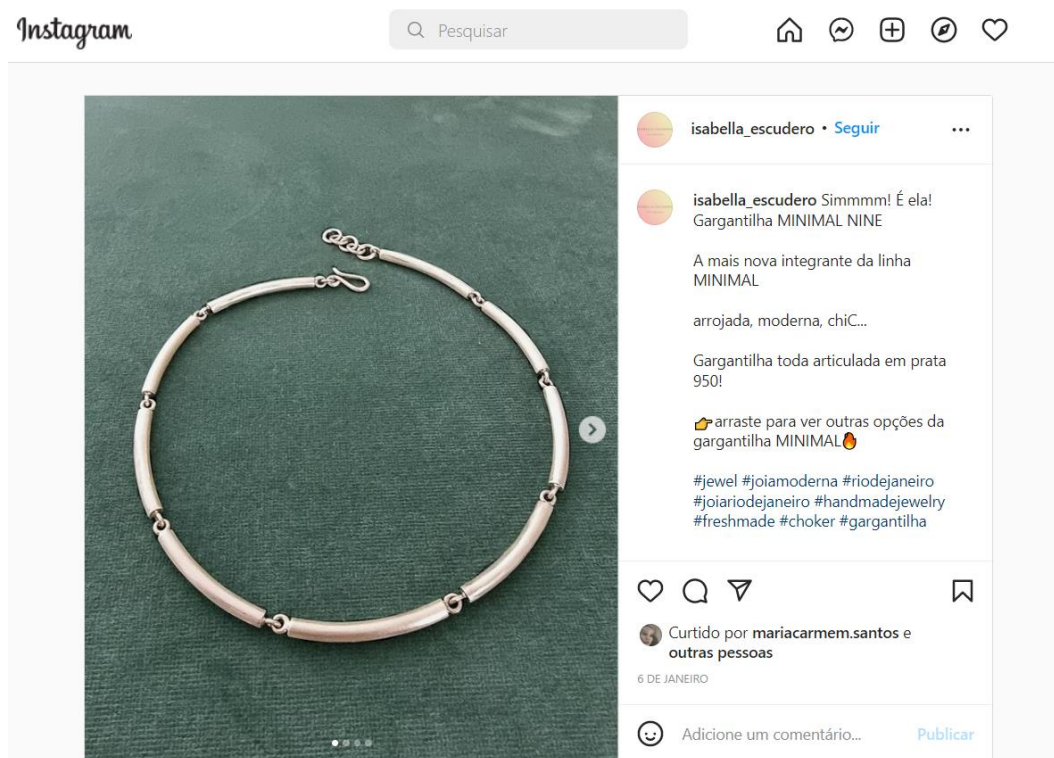 Instagram
Pesquisar
isabella_escudero • Seguir
isabella_escudero Simmmm! É ela!
Gargantilha MINIMAL NINE
A mais nova integrante da linha
MINIMAL
arrojada, moderna, chiC...
Gargantilha toda articulada em prata
950!
👉arraste para ver outras opções da
gargantilha MINIMAL🔥
#jewel #joiamoderna #riodejaneiro
#joiariodejaneiro #handmadejewelry
#freshmade #choker #gargantilha
Curtido por mariacarmem.santos e
outras pessoas
6 DE JANEIRO
Adicione um comentário... Publicar